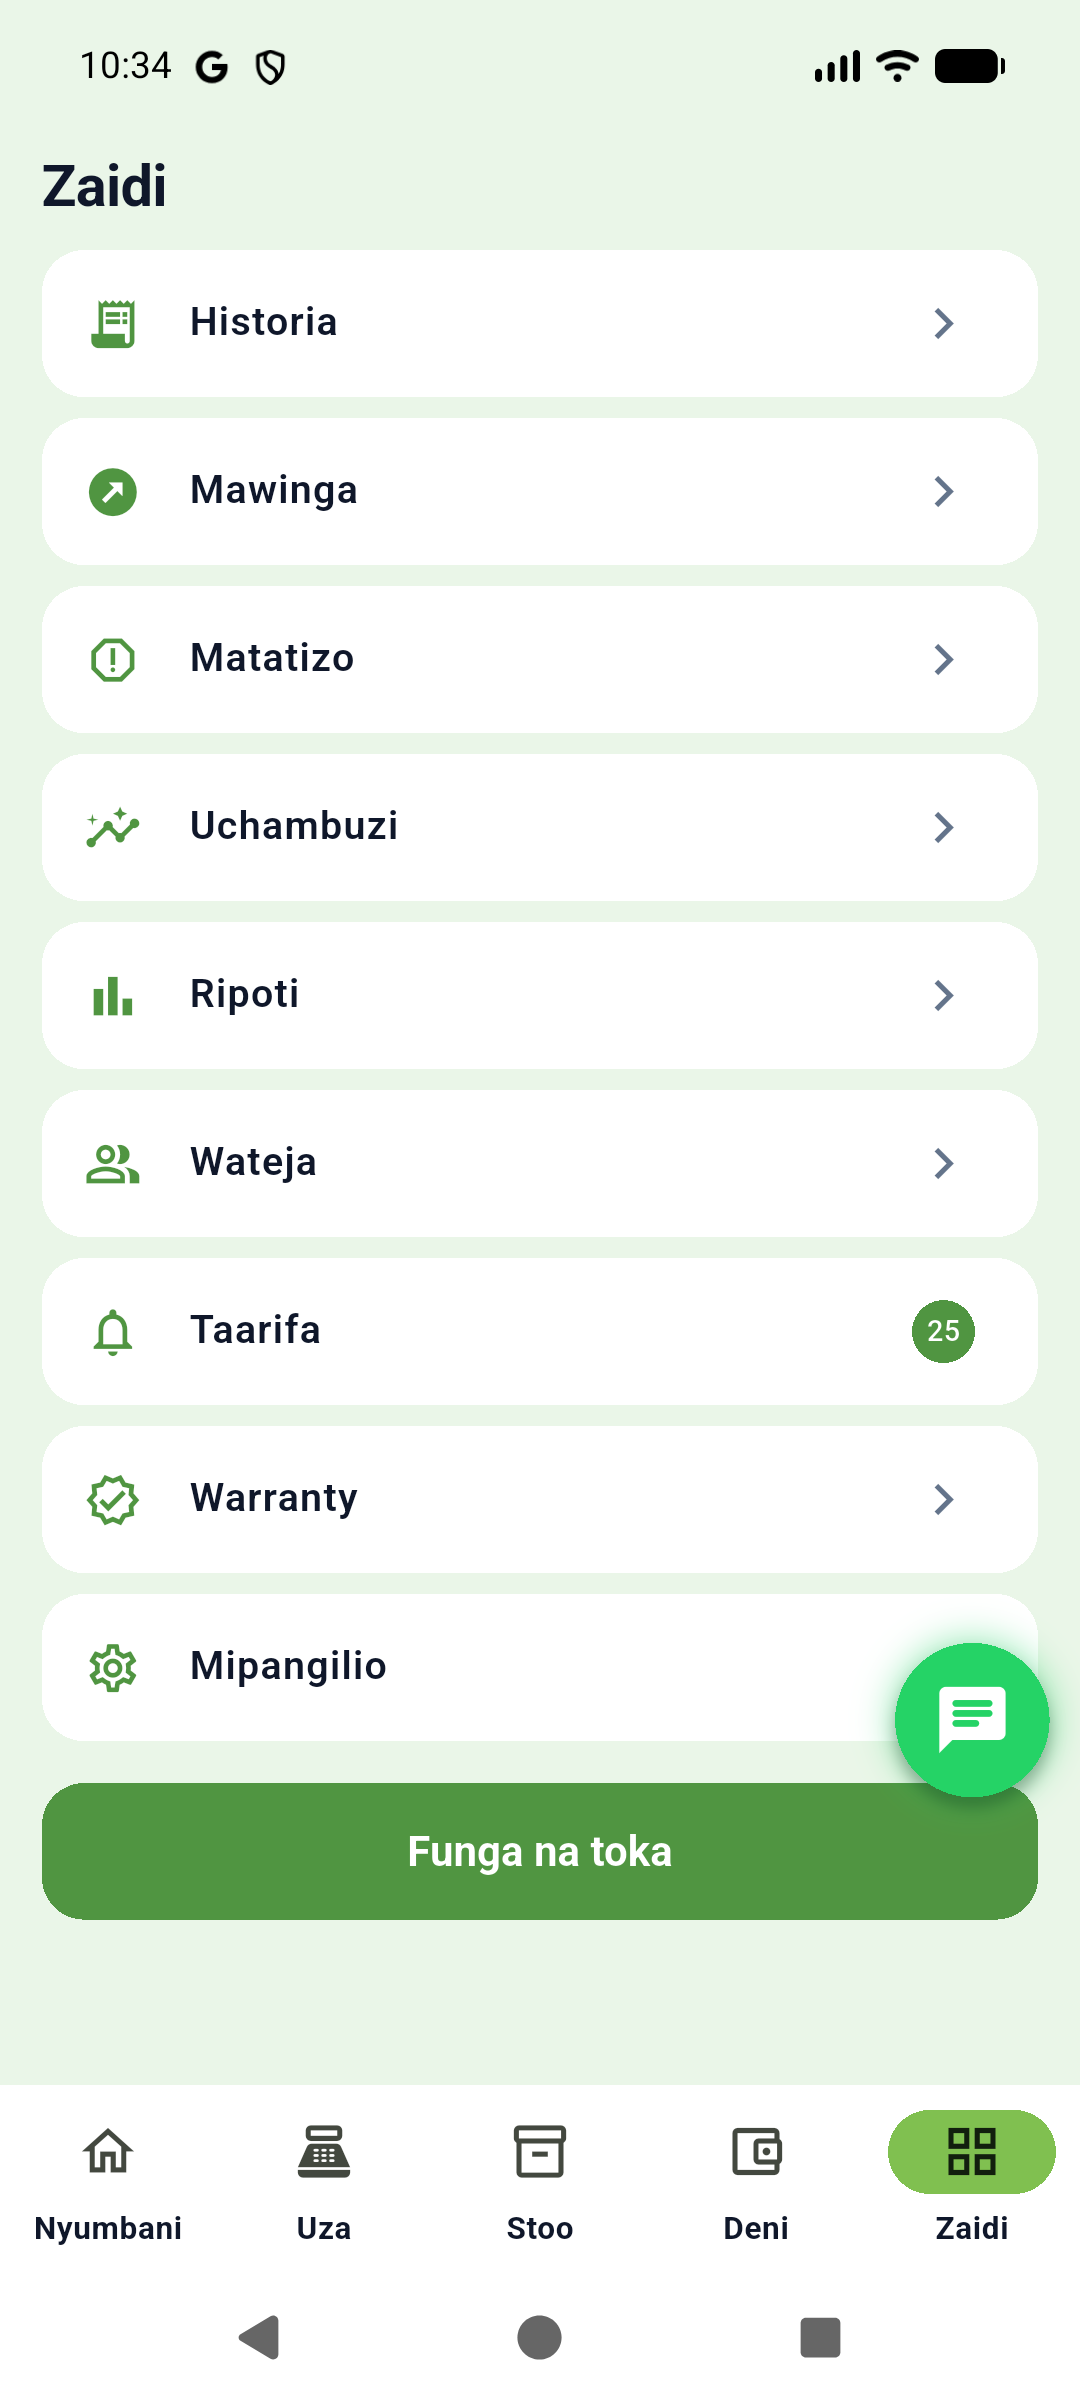 10:34
Zaidi
Historia
Mawinga
Matatizo
Uchambuzi
Ripoti
Wateja
Taarifa
25
Warranty
Mipangilio
Funga na toka
Nyumbani
Uza
Stoo
Deni
Zaidi